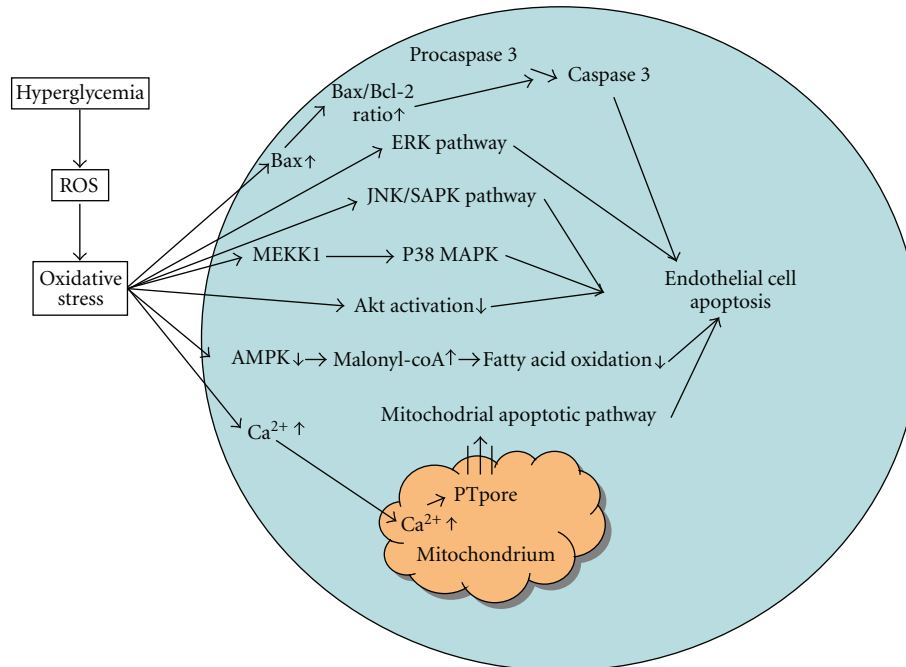 Hyperglycemia
ROS
Oxidative
stress
Procaspase 3
Caspase 3
Bax/Bcl-2
ratio↑
Bax↑
ERK pathway
JNK/SAPK pathway
MEKK1
P38 MAPK
Akt activation↓
Endothelial cell
apoptosis
AMPK↓
Malonyl-coA↑
Fatty acid oxidation↓
Mitochodrial apoptotic pathway
Ca²⁺ ↑
PTpore
Ca²⁺ ↑
Mitochondrium